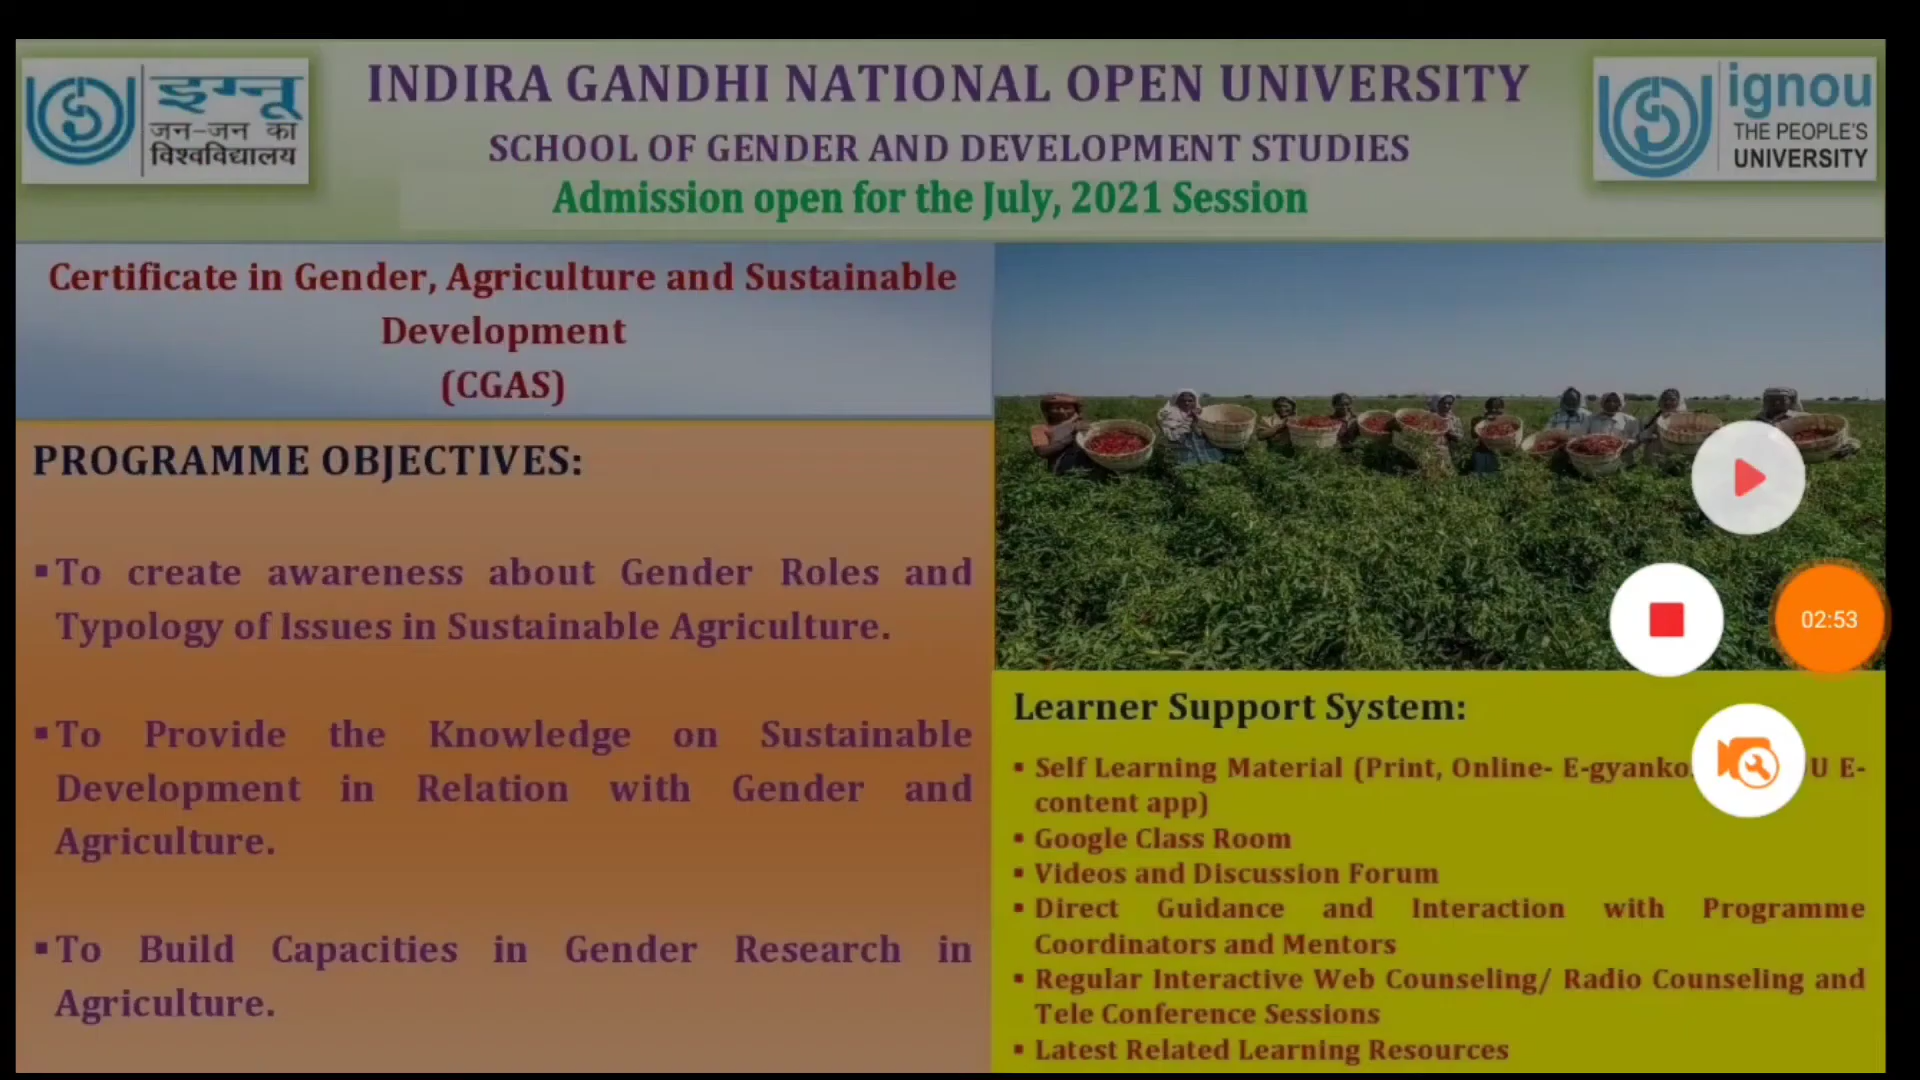 इग्नू
जन-जन का
विश्वविद्यालय
INDIRA GANDHI NATIONAL OPEN UNIVERSITY
SCHOOL OF GENDER AND DEVELOPMENT STUDIES
Admission open for the July, 2021 Session
ignou
THE PEOPLE'S
UNIVERSITY
Certificate in Gender, Agriculture and Sustainable
Development
(CGAS)
PROGRAMME OBJECTIVES:
▪To create awareness about Gender Roles and
Typology of Issues in Sustainable Agriculture.
▪To Provide the Knowledge on Sustainable
Development in Relation with Gender and
Agriculture.
▪To Build Capacities in Gender Research in
Agriculture.
02:53
Learner Support System:
▪ Self Learning Material (Print, Online- E-gyanko U E-
content app)
▪ Google Class Room
▪ Videos and Discussion Forum
▪ Direct Guidance and Interaction with Programme
Coordinators and Mentors
▪ Regular Interactive Web Counseling/ Radio Counseling and
Tele Conference Sessions
▪ Latest Related Learning Resources